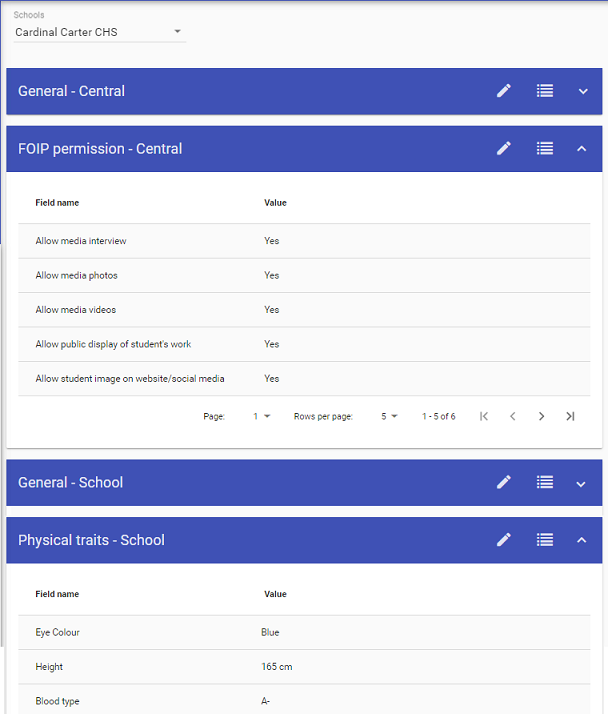 Schools
Cardinal Carter CHS
General - Central
FOIP permission - Central
Field name Value
Allow media interview Yes
Allow media photos Yes
Allow media videos Yes
Allow public display of student's work Yes
Allow student image on website/social media Yes
Page: 1 Rows per page: 5 1 - 5 of 6
General - School
Physical traits - School
Field name Value
Eye Colour Blue
Height 165 cm
Blood type A-